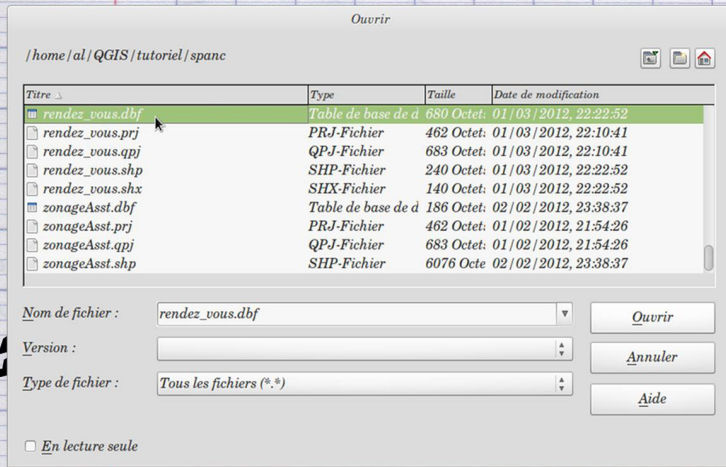 Ouvrir
/home/al/QGIS/tutoriel/spanc
Titre Type Taille Date de modification
rendez_vous.dbf Table de base de d 680 Octet: 01/03/2012, 22:22:52
rendez_vous.prj PRJ-Fichier 462 Octet: 01/03/2012, 22:10:41
rendez_vous.qpj QPJ-Fichier 683 Octet: 01/03/2012, 22:10:41
rendez_vous.shp SHP-Fichier 240 Octet: 01/03/2012, 22:22:52
rendez_vous.shx SHX-Fichier 140 Octet: 01/03/2012, 22:22:52
zonageAsst.dbf Table de base de d 186 Octet: 02/02/2012, 23:38:37
zonageAsst.prj PRJ-Fichier 462 Octet: 02/02/2012, 21:54:26
zonageAsst.qpj QPJ-Fichier 683 Octet: 02/02/2012, 21:54:26
zonageAsst.shp SHP-Fichier 6076 Octe 02/02/2012, 23:38:37
Nom de fichier : rendez_vous.dbf Ouvrir
Version : Annuler
Type de fichier : Tous les fichiers (*.*) Aide
En lecture seule